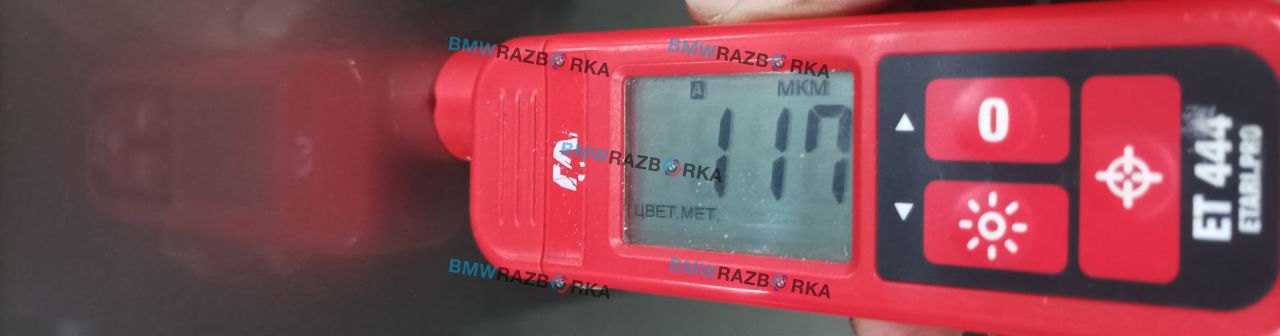 BMWRAZBORKA
BMWRAZBORKA
A
МКМ
117
BMWRAZBORKA
ЦВЕТ.МЕТ.
BMWRAZBORKA
BMWRAZBORKA
0
ET 444
ETARI.PRO